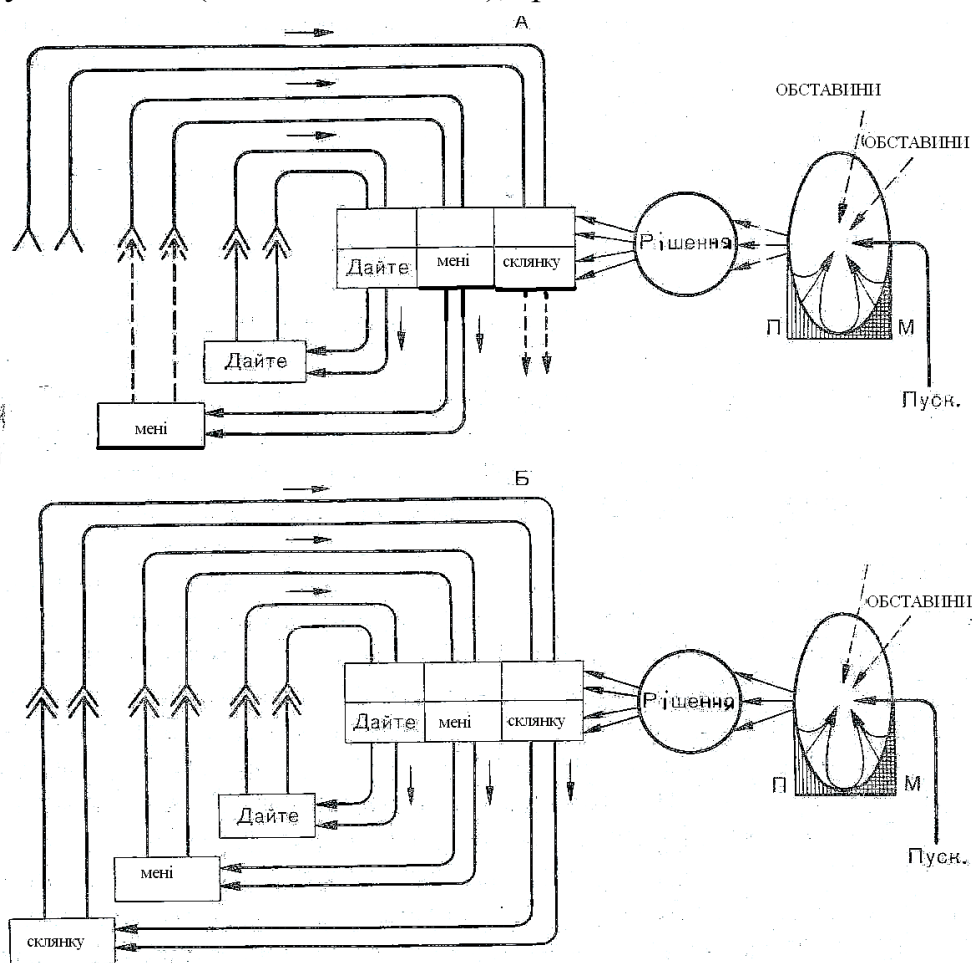 А
ОБСТАВИНИ
ОБСТАВИНИ
Рішення
Дайте мені склянку
П М
Дайте
Пуск.
мені
Б
ОБСТАВИНИ
Рішення
Дайте мені склянку
П М
Дайте
Пуск.
мені
склянку